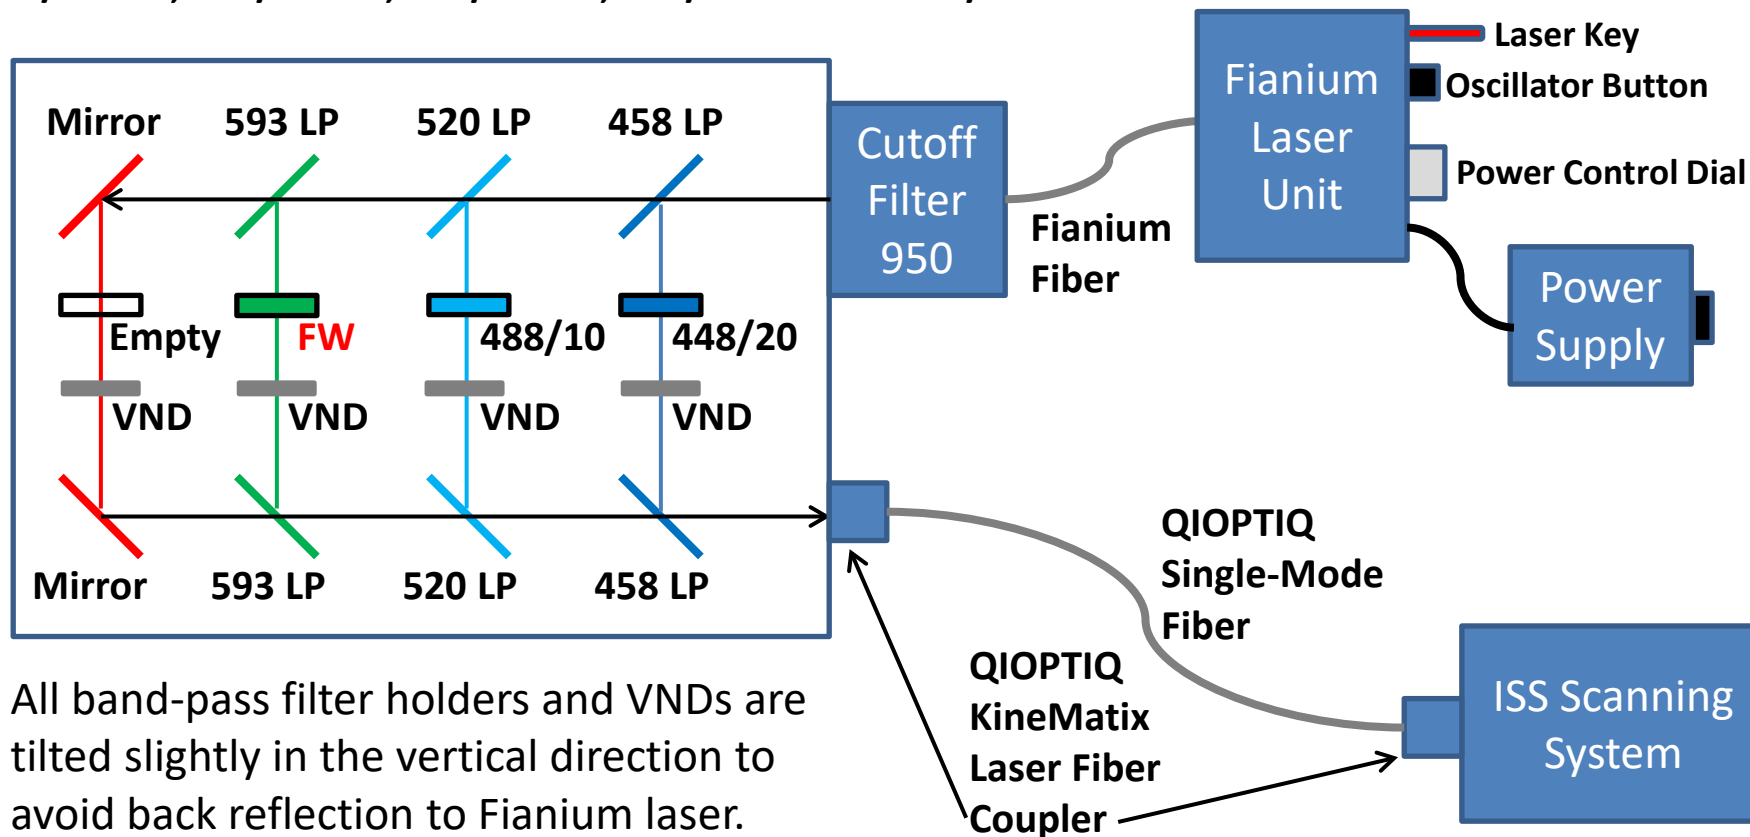 Laser Key
Oscillator Button
Power Control Dial
Fianium
Laser
Unit
Mirror 593 LP 520 LP 458 LP
Cutoff
Filter
950
Fianium
Fiber
Power
Supply
Empty FW 488/10 448/20
VND VND VND VND
Mirror 593 LP 520 LP 458 LP
QIOPTIQ
Single-Mode
Fiber
QIOPTIQ
KineMatix
Laser Fiber
Coupler
ISS Scanning
System
All band-pass filter holders and VNDs are
tilted slightly in the vertical direction to
avoid back reflection to Fianium laser.